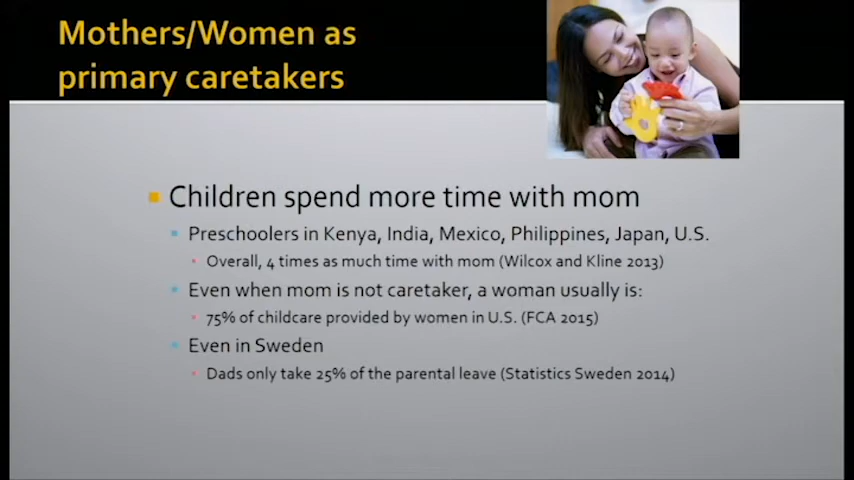 Mothers/Women as
primary caretakers
Children spend more time with mom
Preschoolers in Kenya, India, Mexico, Philippines, Japan, U.S.
Overall, 4 times as much time with mom (Wilcox and Kline 2013)
Even when mom is not caretaker, a woman usually is:
75% of childcare provided by women in U.S. (FCA 2015)
Even in Sweden
Dads only take 25% of the parental leave (Statistics Sweden 2014)